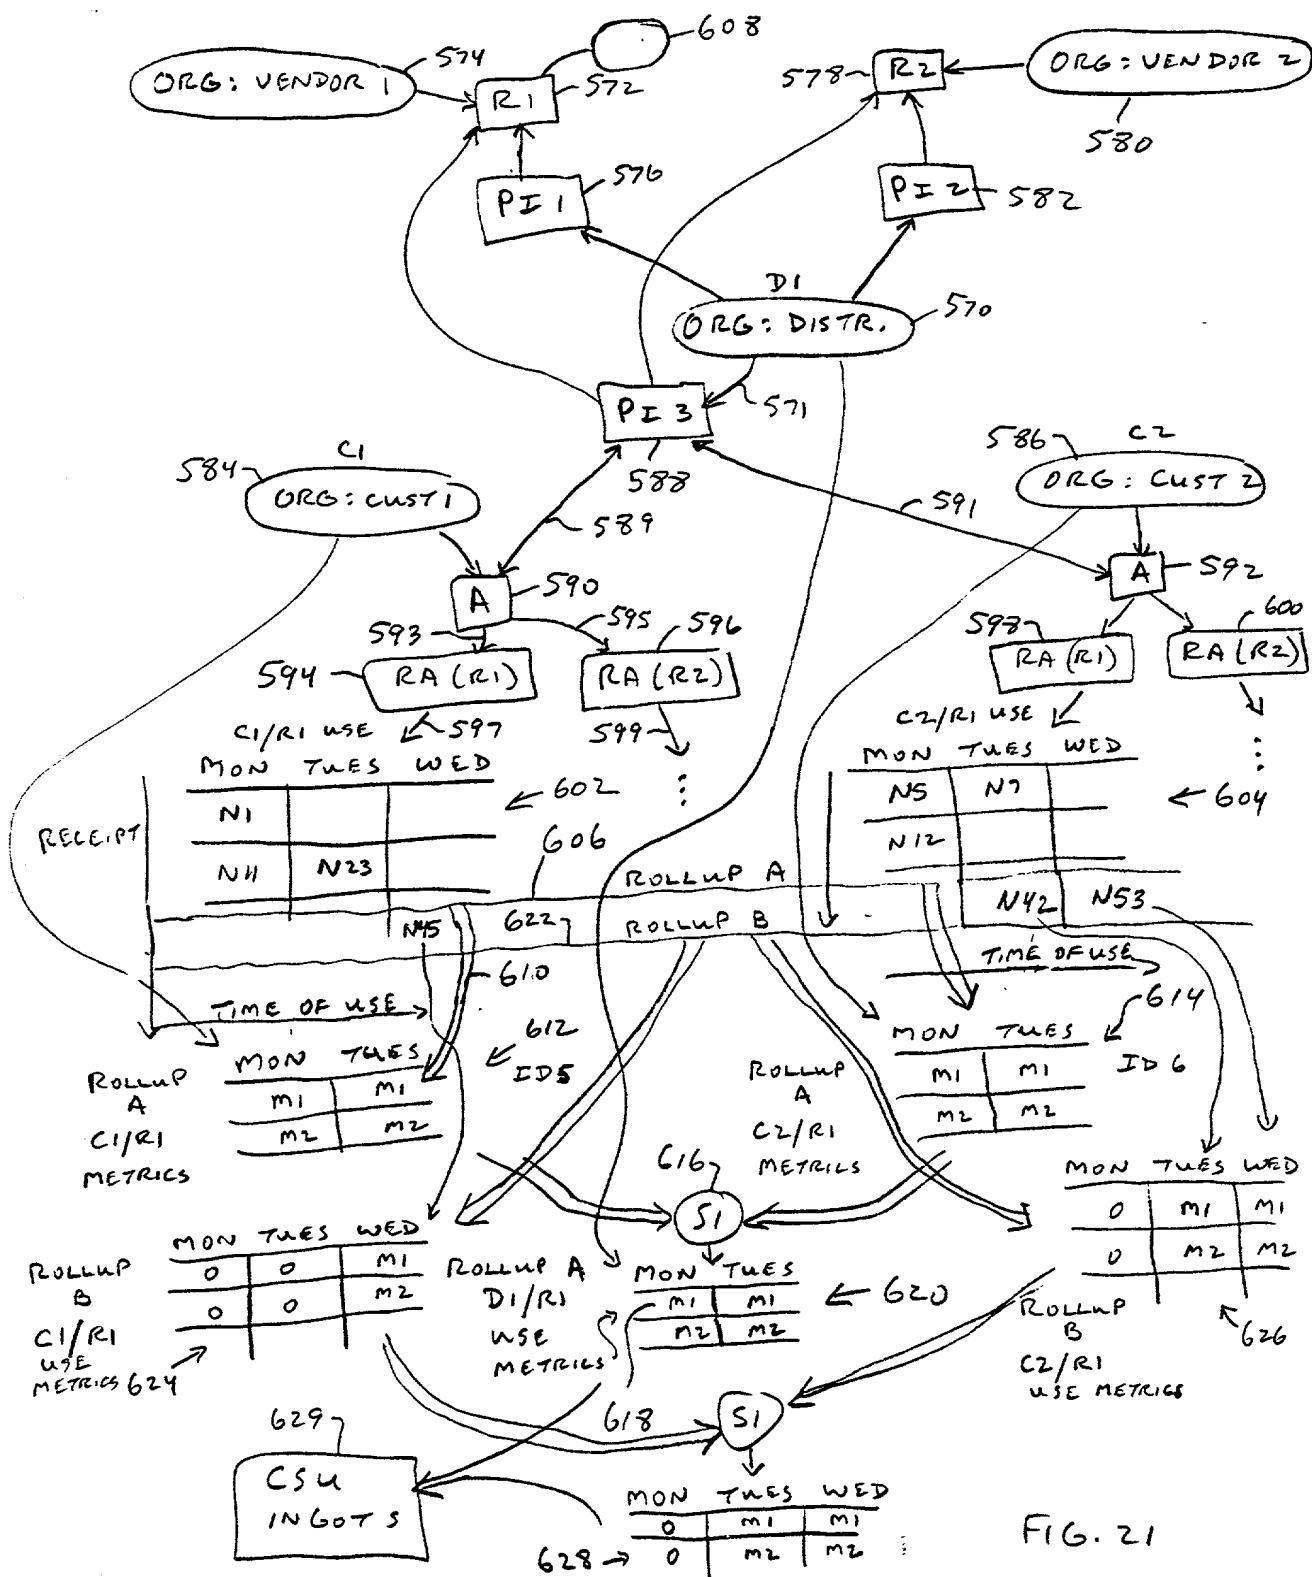 608
574
ORG: VENDOR 1
R1
572
578
R2
ORG: VENDOR 2
580
576
PI 1
PI 2
582
D1
ORG: DISTR.
570
PI 3
571
588
C1
584
ORG: CUST 1
589
586
C2
ORG: CUST 2
591
A
590
A
592
593
595
596
594
RA (R1)
RA (R2)
598
600
RA (R1)
RA (R2)
C1/R1 USE
597
599
C2/R1 USE
MON TUES WED
MON TUES WED
RECEIPT
N1
602
N5 N7
604
N11 N23
606
N12
ROLLUP A
N45
622
ROLLUP B
N42 N53
610
TIME OF USE
TIME OF USE
612
ID5
614
ID 6
MON TUES
MON TUES
ROLLUP
A
C1/R1
METRICS
M1 M1
M2 M2
ROLLUP
A
C2/R1
METRICS
M1 M1
M2 M2
616
S1
MON TUES WED
0 M1 M1
0 M2 M2
626
MON TUES WED
0 0 M1
0 0 M2
ROLLUP
B
C1/R1
USE
METRICS 624
ROLLUP A
D1/R1
USE
METRICS
MON TUES
M1 M1
M2 M2
620
ROLLUP
B
C2/R1
USE METRICS
618
S1
629
CSU
INGOTS
MON TUES WED
0 M1 M1
0 M2 M2
628
FIG. 21